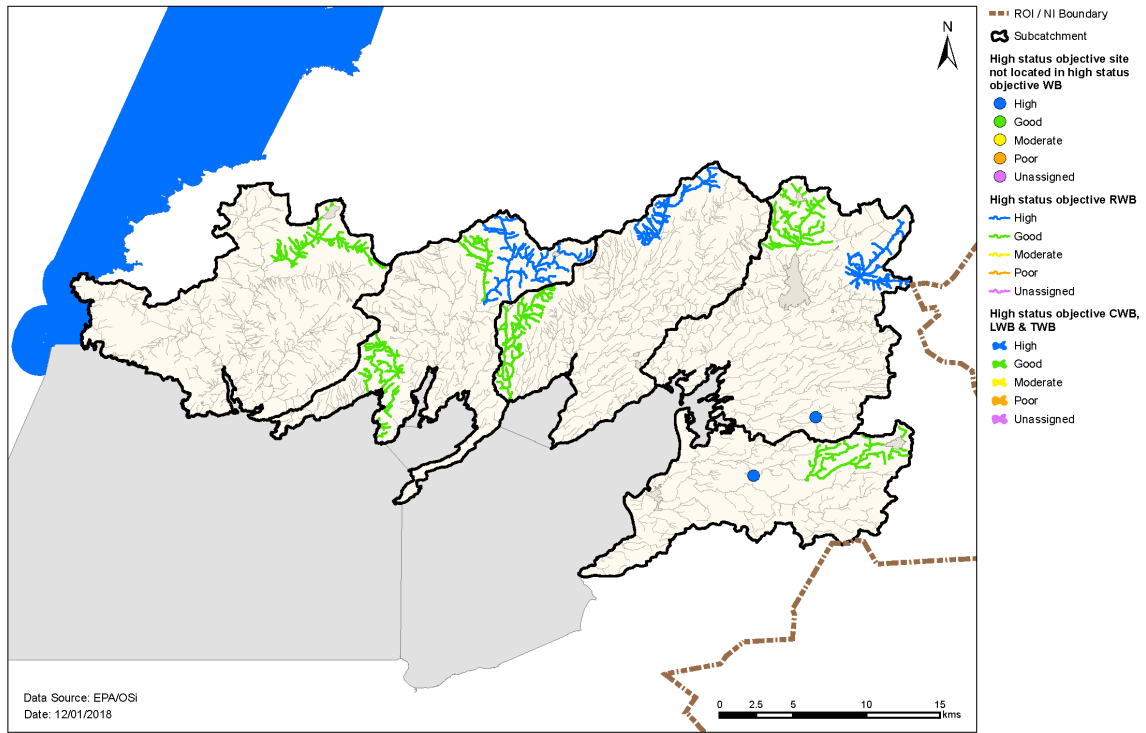 N
ROI / NI Boundary
Subcatchment
High status objective site
not located in high status
objective WB
High
Good
Moderate
Poor
Unassigned
High status objective RWB
High
Good
Moderate
Poor
Unassigned
High status objective CWB,
LWB & TWB
High
Good
Moderate
Poor
Unassigned
Data Source: EPA/OSi
Date: 12/01/2018
0 2.5 5 10 15
kms